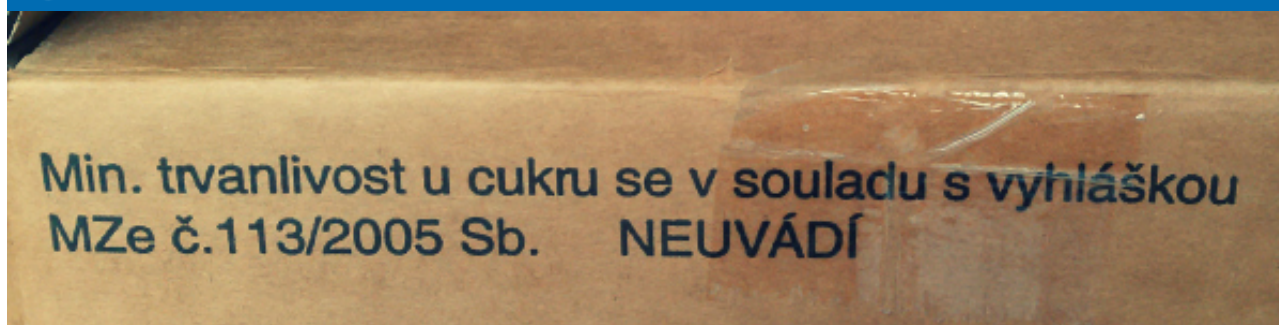 Min. trvanlivost u cukru se v souladu s vyhláškou
MZe č.113/2005 Sb. NEUVÁDÍ